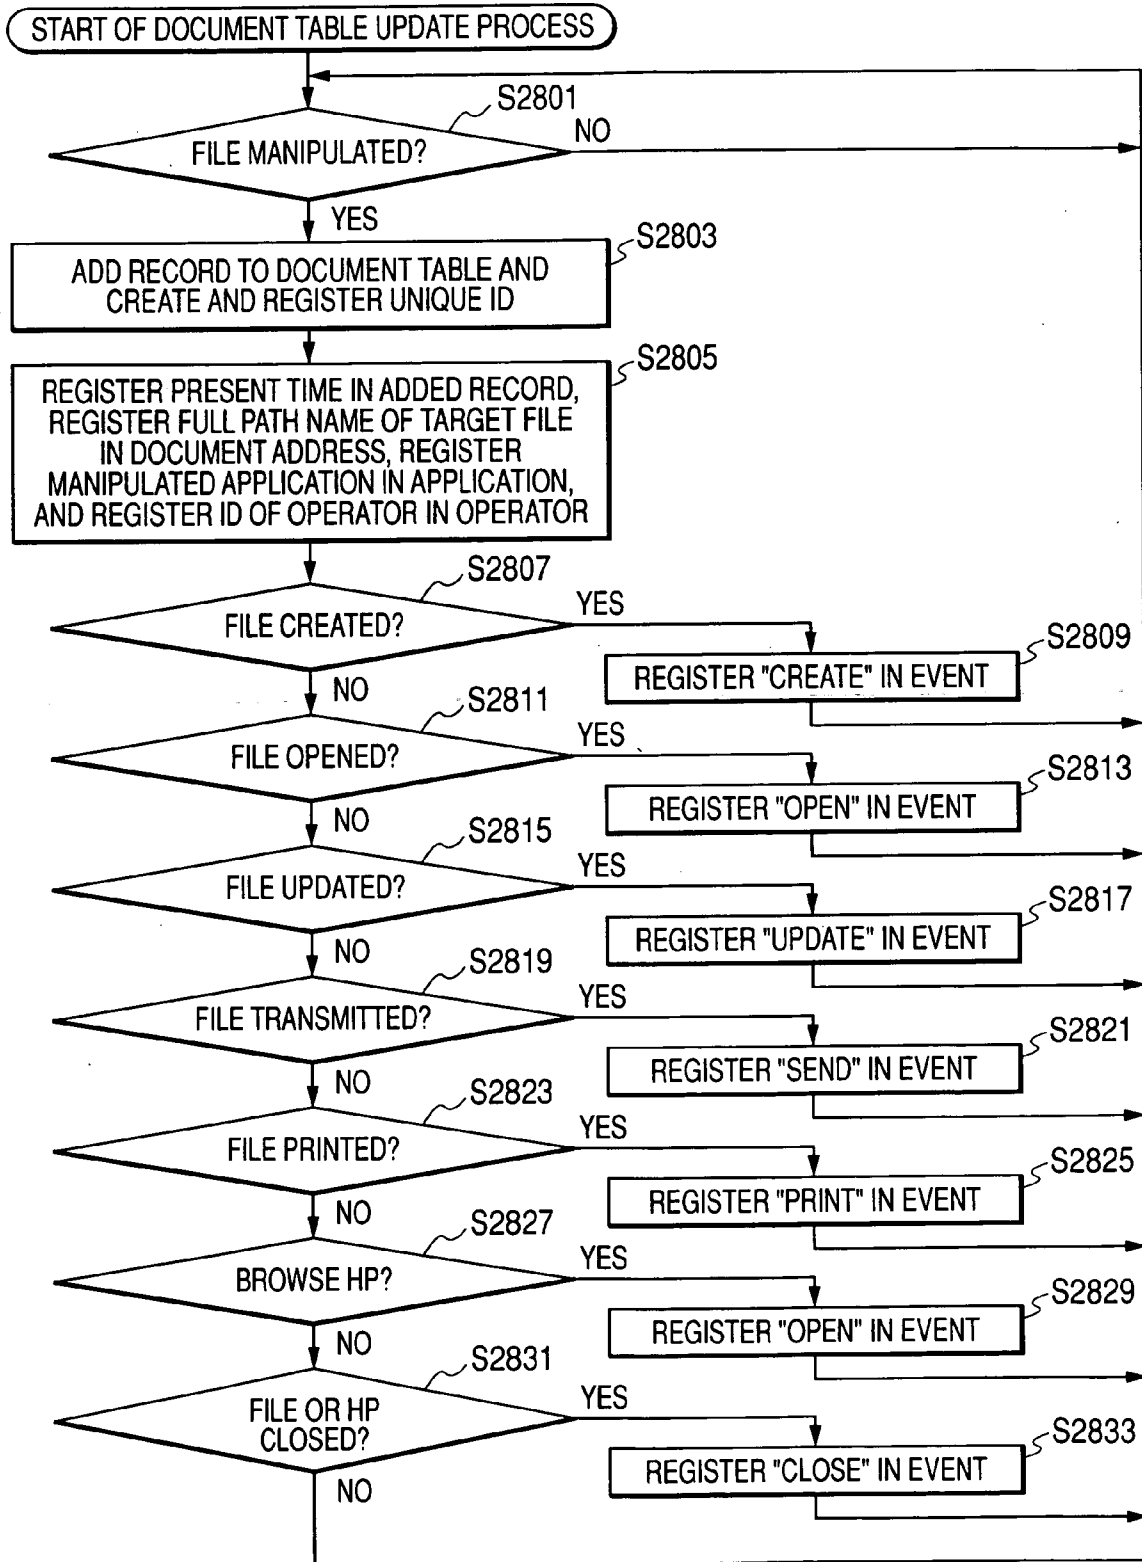 START OF DOCUMENT TABLE UPDATE PROCESS
S2801
FILE MANIPULATED?
NO
YES
S2803
ADD RECORD TO DOCUMENT TABLE AND
CREATE AND REGISTER UNIQUE ID
S2805
REGISTER PRESENT TIME IN ADDED RECORD,
REGISTER FULL PATH NAME OF TARGET FILE
IN DOCUMENT ADDRESS, REGISTER
MANIPULATED APPLICATION IN APPLICATION,
AND REGISTER ID OF OPERATOR IN OPERATOR
S2807
FILE CREATED?
YES
S2809
REGISTER "CREATE" IN EVENT
NO
S2811
FILE OPENED?
YES
S2813
REGISTER "OPEN" IN EVENT
NO
S2815
FILE UPDATED?
YES
S2817
REGISTER "UPDATE" IN EVENT
NO
S2819
FILE TRANSMITTED?
YES
S2821
REGISTER "SEND" IN EVENT
NO
S2823
FILE PRINTED?
YES
S2825
REGISTER "PRINT" IN EVENT
NO
S2827
BROWSE HP?
YES
S2829
REGISTER "OPEN" IN EVENT
NO
S2831
FILE OR HP
CLOSED?
YES
S2833
REGISTER "CLOSE" IN EVENT
NO